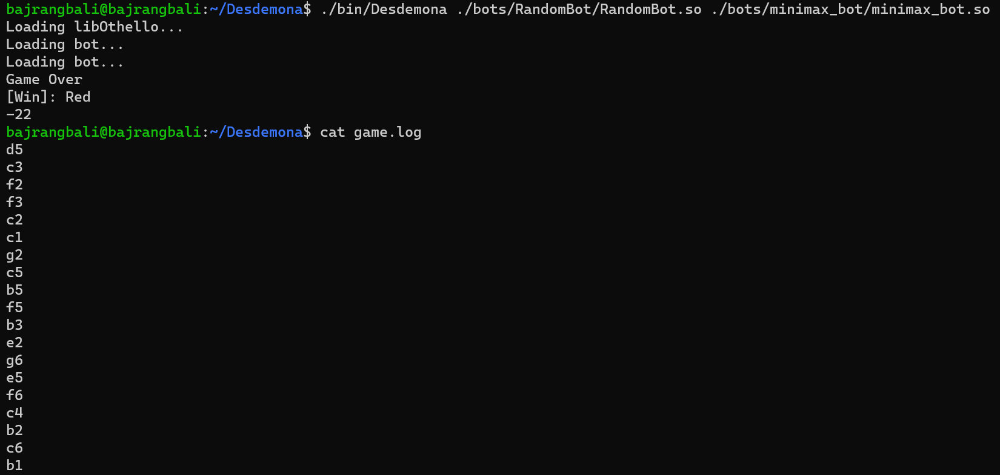 bajrangbali@bajrangbali:~/Desdemona$ ./bin/Desdemona ./bots/RandomBot/RandomBot.so ./bots/minimax_bot/minimax_bot.so
Loading libOthello...
Loading bot...
Loading bot...
Game Over
[Win]: Red
-22
bajrangbali@bajrangbali:~/Desdemona$ cat game.log
d5
c3
f2
f3
c2
c1
g2
c5
b5
f5
b3
e2
g6
e5
f6
c4
b2
c6
b1